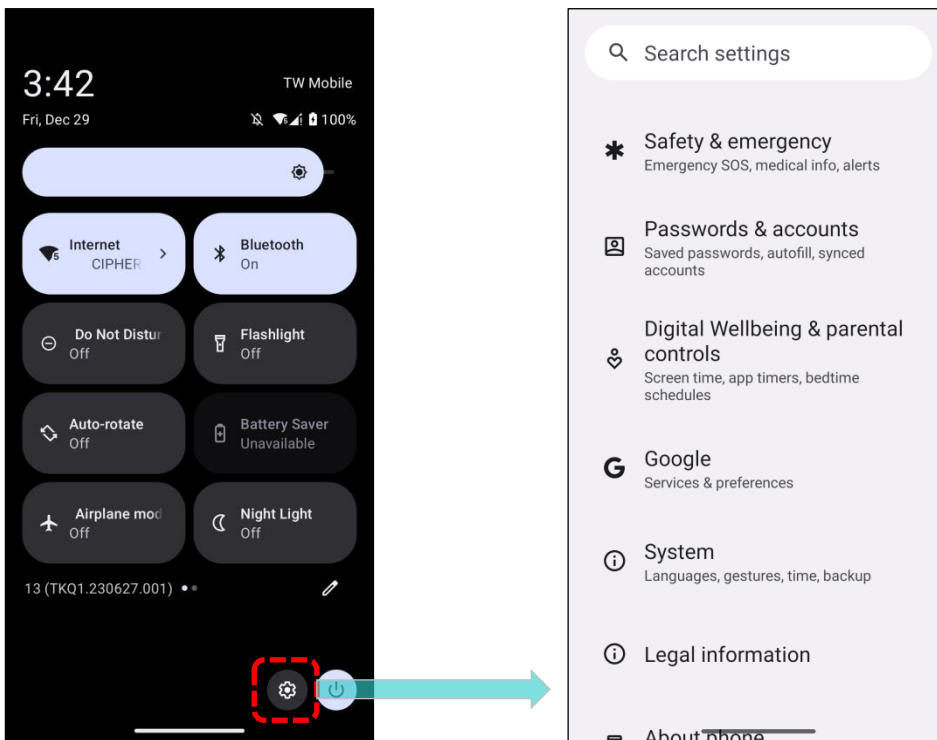 3:42
TW Mobile
Fri, Dec 29
100%
Internet
CIPHER
Bluetooth
On
Do Not Distur
Off
Flashlight
Off
Auto-rotate
Off
Battery Saver
Unavailable
Airplane mod
Off
Night Light
Off
13 (TKQ1.230627.001)
Search settings
Safety & emergency
Emergency SOS, medical info, alerts
Passwords & accounts
Saved passwords, autofill, synced
accounts
Digital Wellbeing & parental
controls
Screen time, app timers, bedtime
schedules
Google
Services & preferences
System
Languages, gestures, time, backup
Legal information
About phone